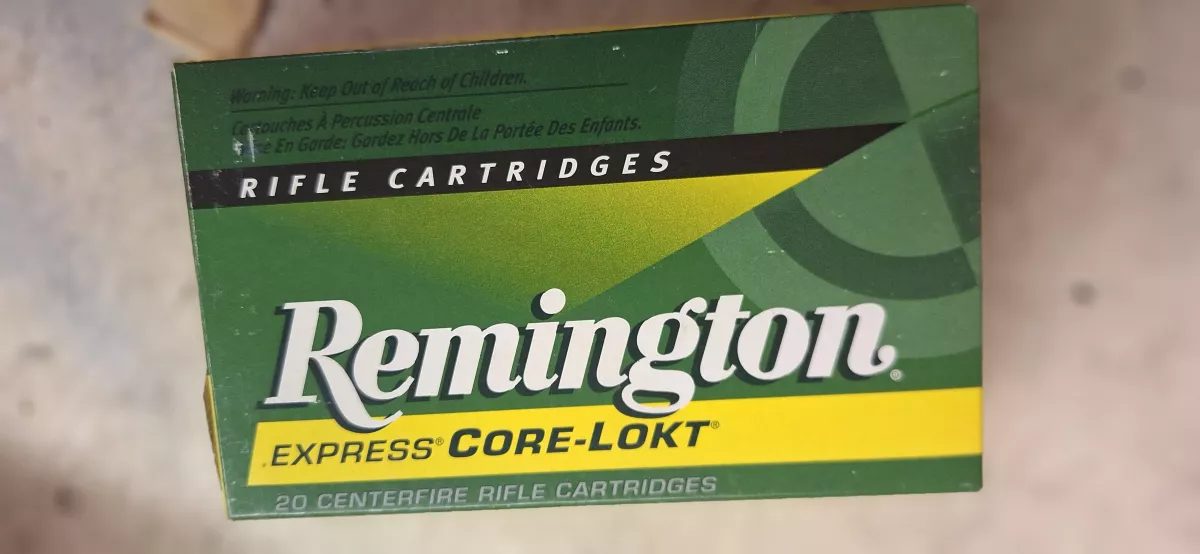 Warning: Keep Out of Reach of Children.
Cartouches À Percussion Centrale
En Garde: Gardez Hors De La Portée Des Enfants.
RIFLE CARTRIDGES
Remington®
EXPRESS® CORE-LOKT®
20 CENTERFIRE RIFLE CARTRIDGES